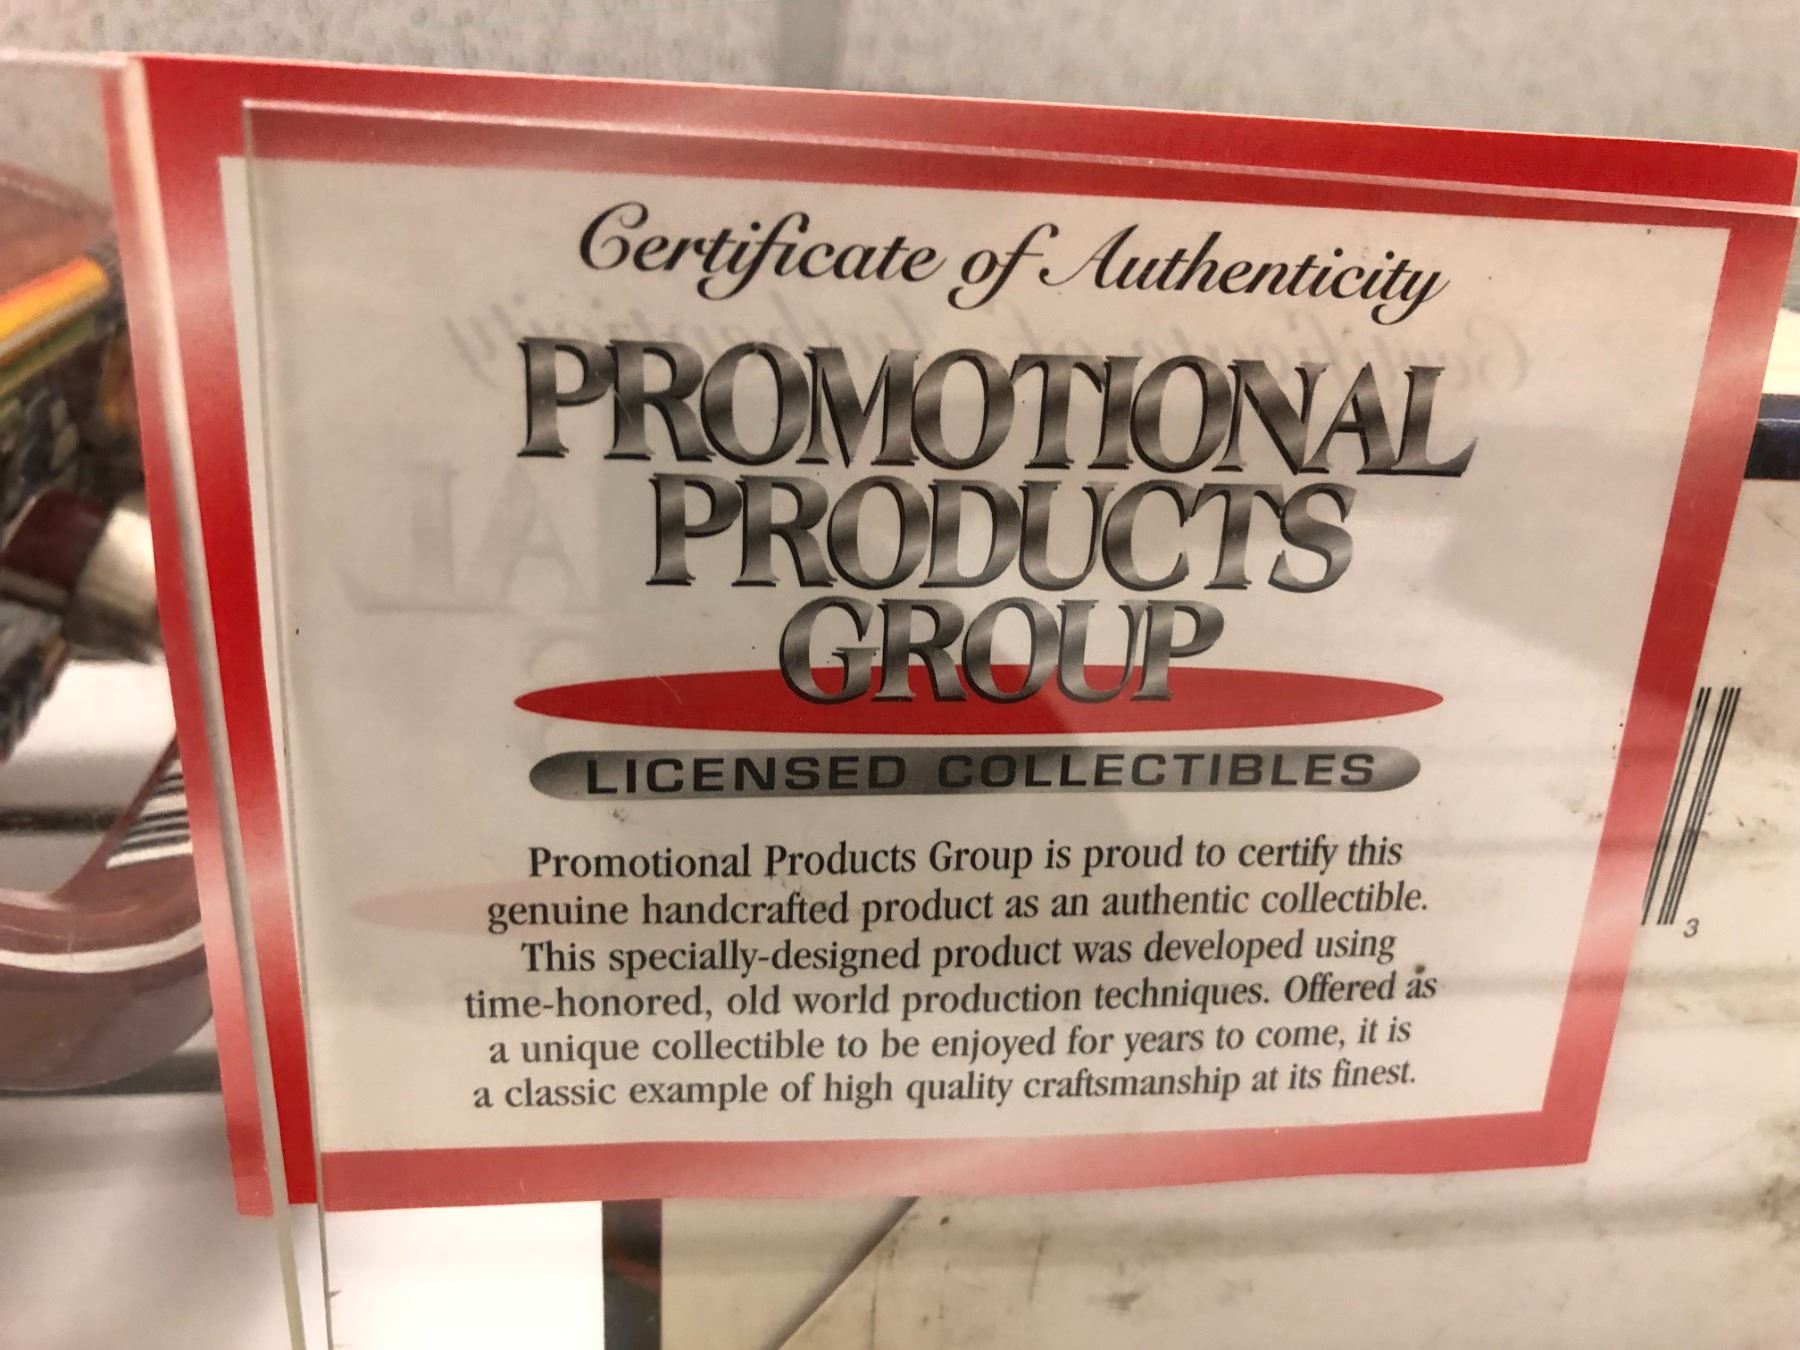 Certificate of Authenticity
PROMOTIONAL
PRODUCTS
GROUP
LICENSED COLLECTIBLES
Promotional Products Group is proud to certify this
genuine handcrafted product as an authentic collectible.
This specially-designed product was developed using
time-honored, old world production techniques. Offered as
a unique collectible to be enjoyed for years to come, it is
a classic example of high quality craftsmanship at its finest.
3